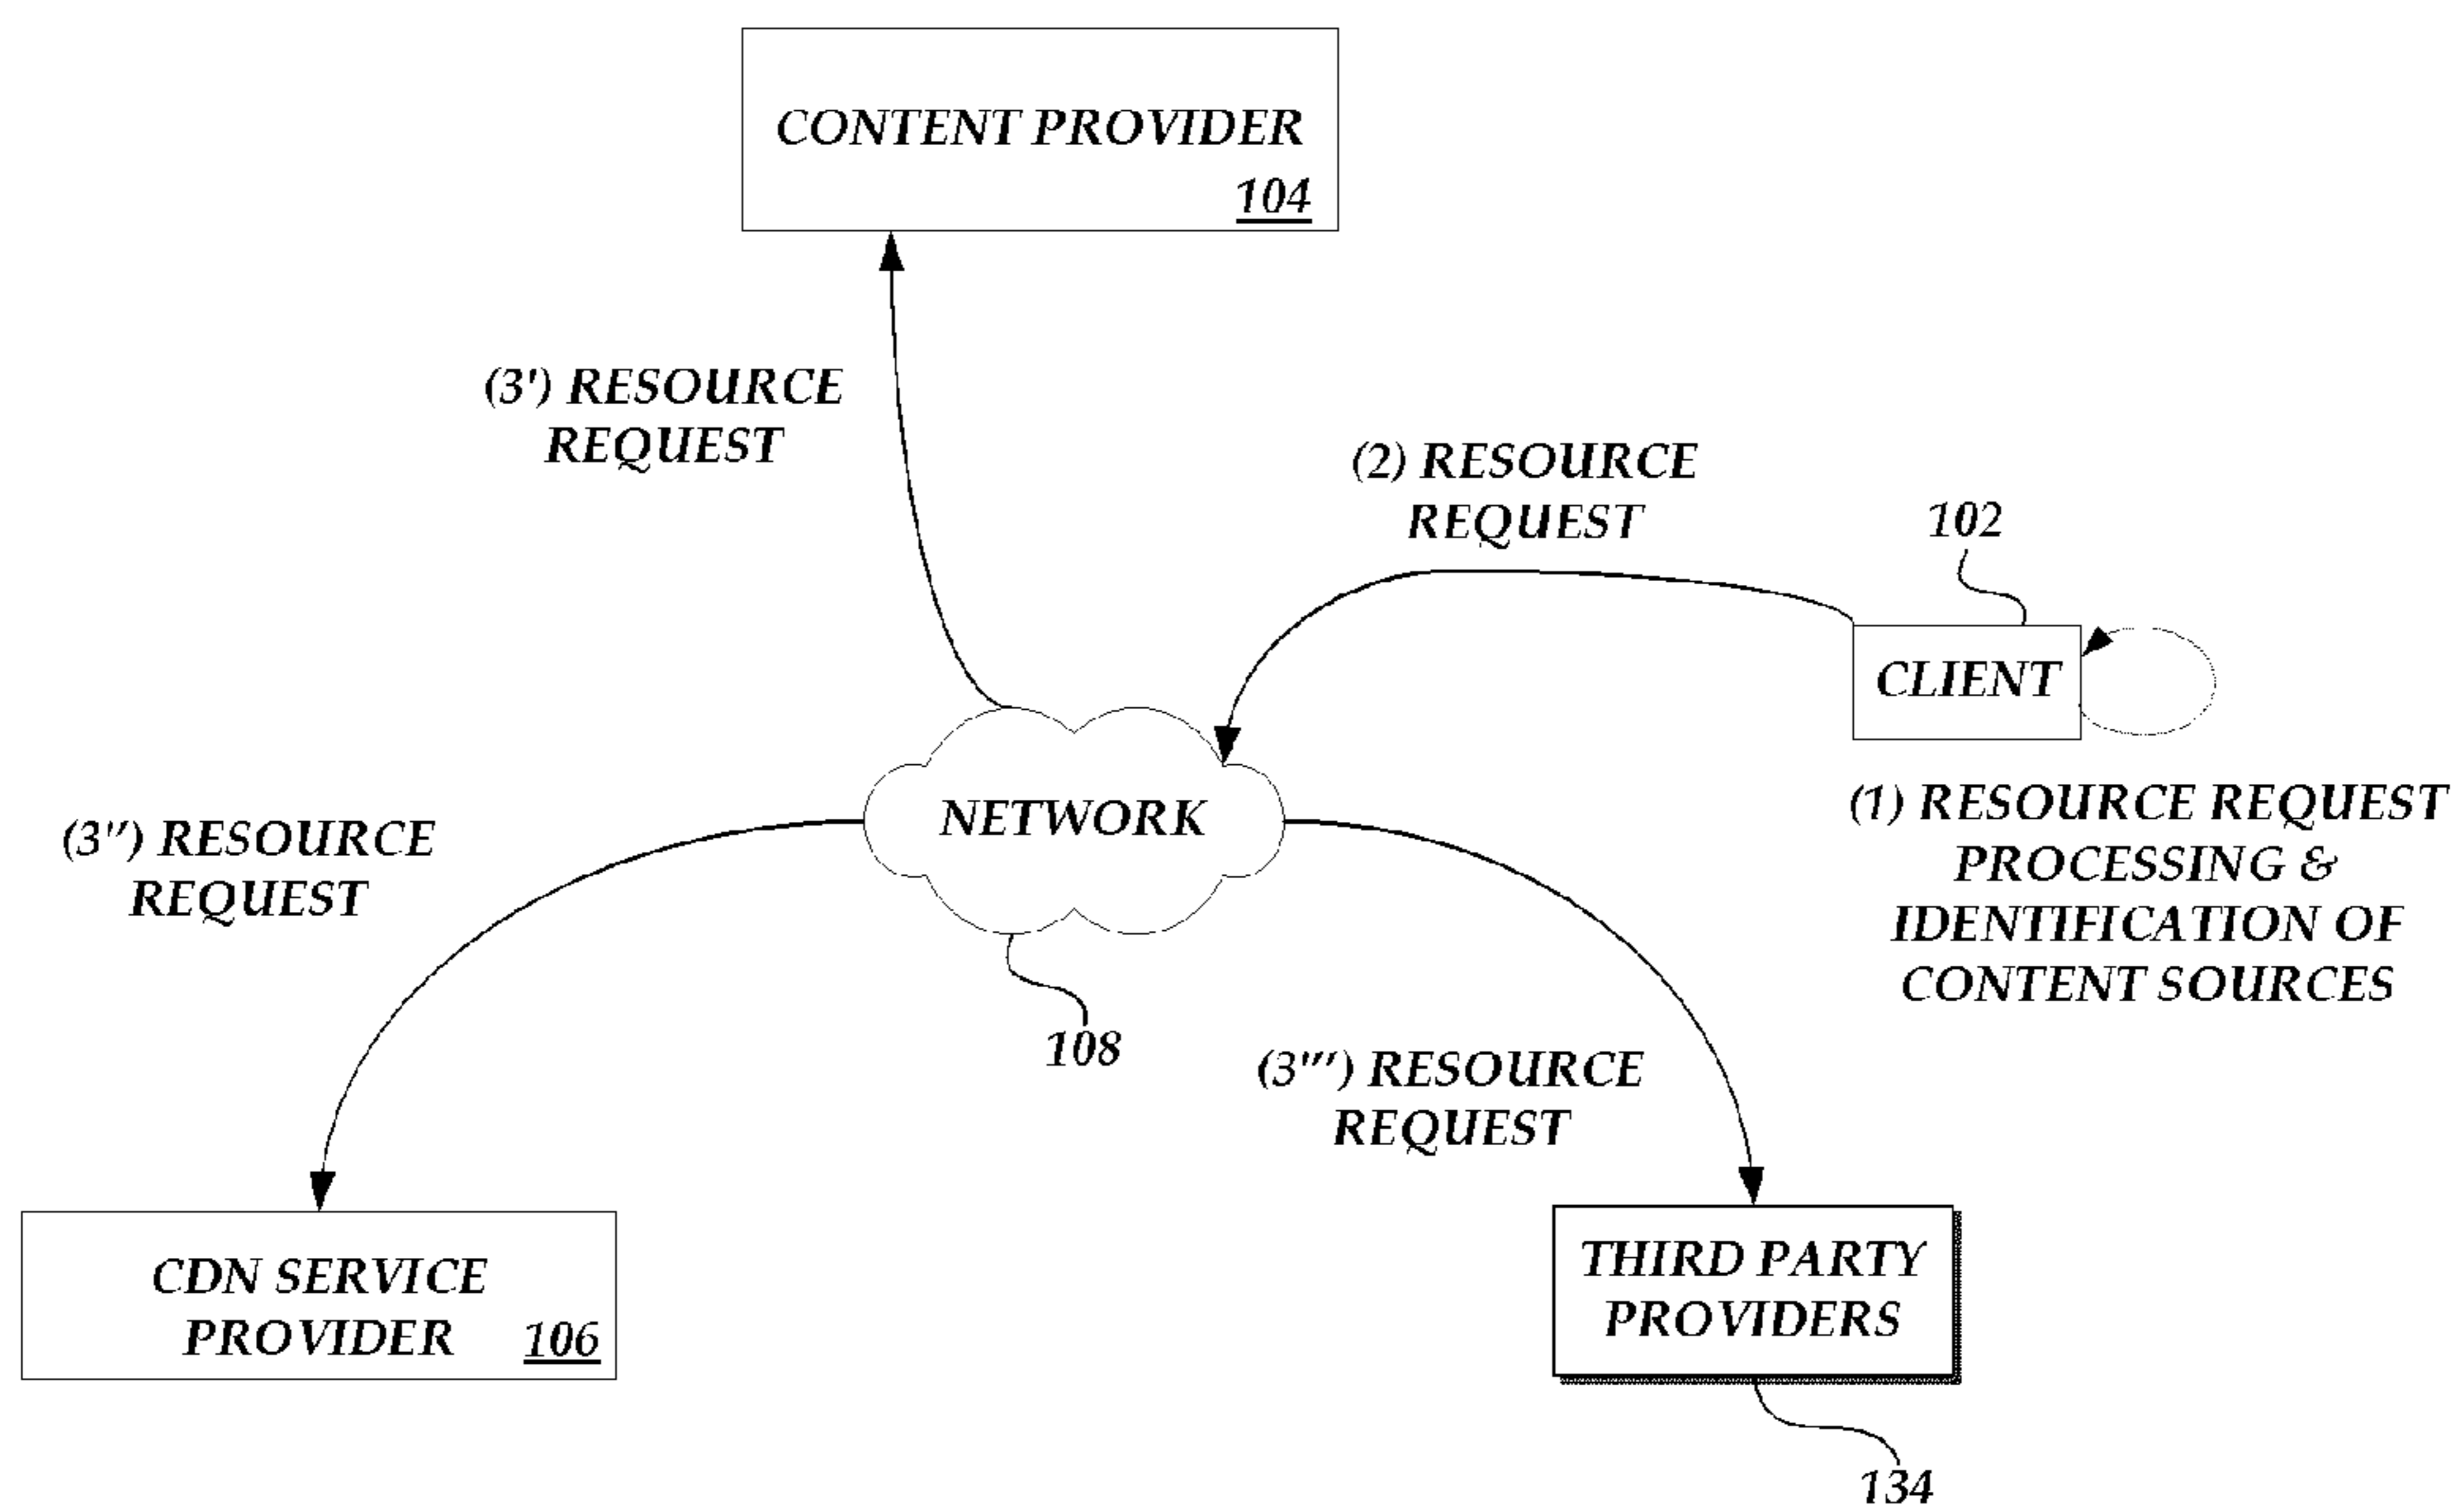 CONTENT PROVIDER
104
(3') RESOURCE
REQUEST
(2) RESOURCE
REQUEST
102
CLIENT
(1) RESOURCE REQUEST
PROCESSING &
IDENTIFICATION OF
CONTENT SOURCES
NETWORK
108
(3'') RESOURCE
REQUEST
(3''') RESOURCE
REQUEST
CDN SERVICE
PROVIDER
106
THIRD PARTY
PROVIDERS
134